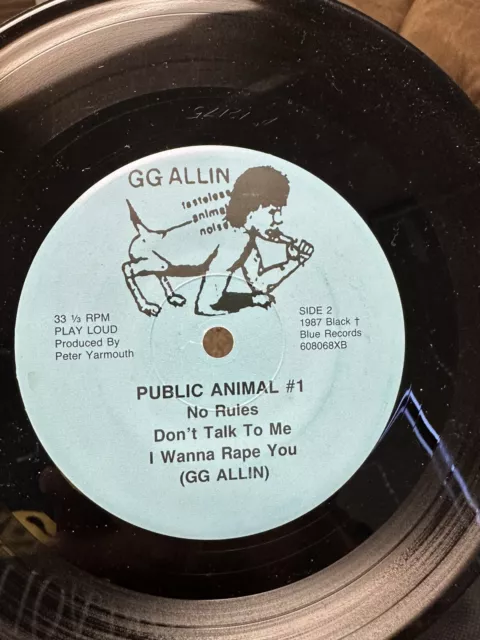 GG ALLIN
tasteless
animal
noise
33 1/3 RPM
PLAY LOUD
Produced By
Peter Yarmouth
SIDE 2
1987 Black †
Blue Records
608068XB
PUBLIC ANIMAL #1
No Rules
Don't Talk To Me
I Wanna Rape You
(GG ALLIN)